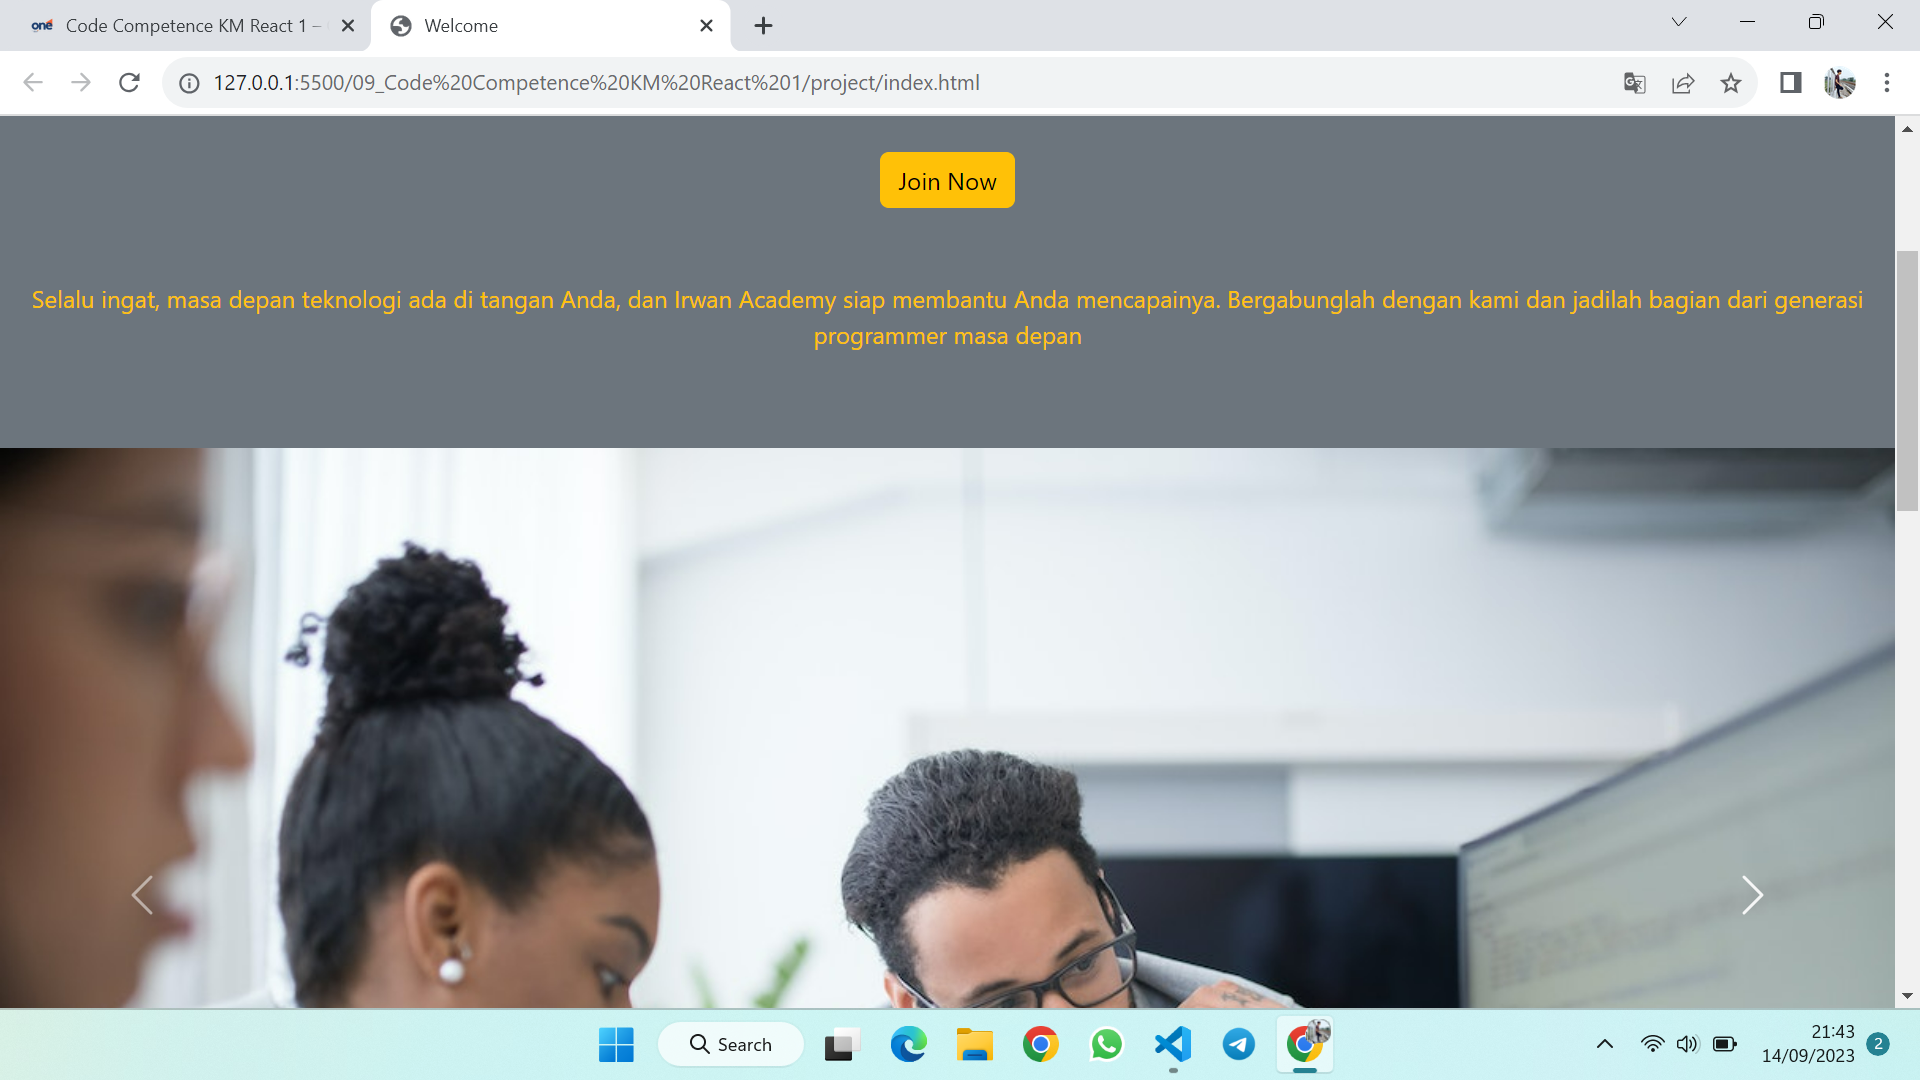 one Code Competence KM React 1 –
Welcome
127.0.0.1:5500/09_Code%20Competence%20KM%20React%201/project/index.html
Join Now
Selalu ingat, masa depan teknologi ada di tangan Anda, dan Irwan Academy siap membantu Anda mencapainya. Bergabunglah dengan kami dan jadilah bagian dari generasi
programmer masa depan
Search
21:43
14/09/2023
2